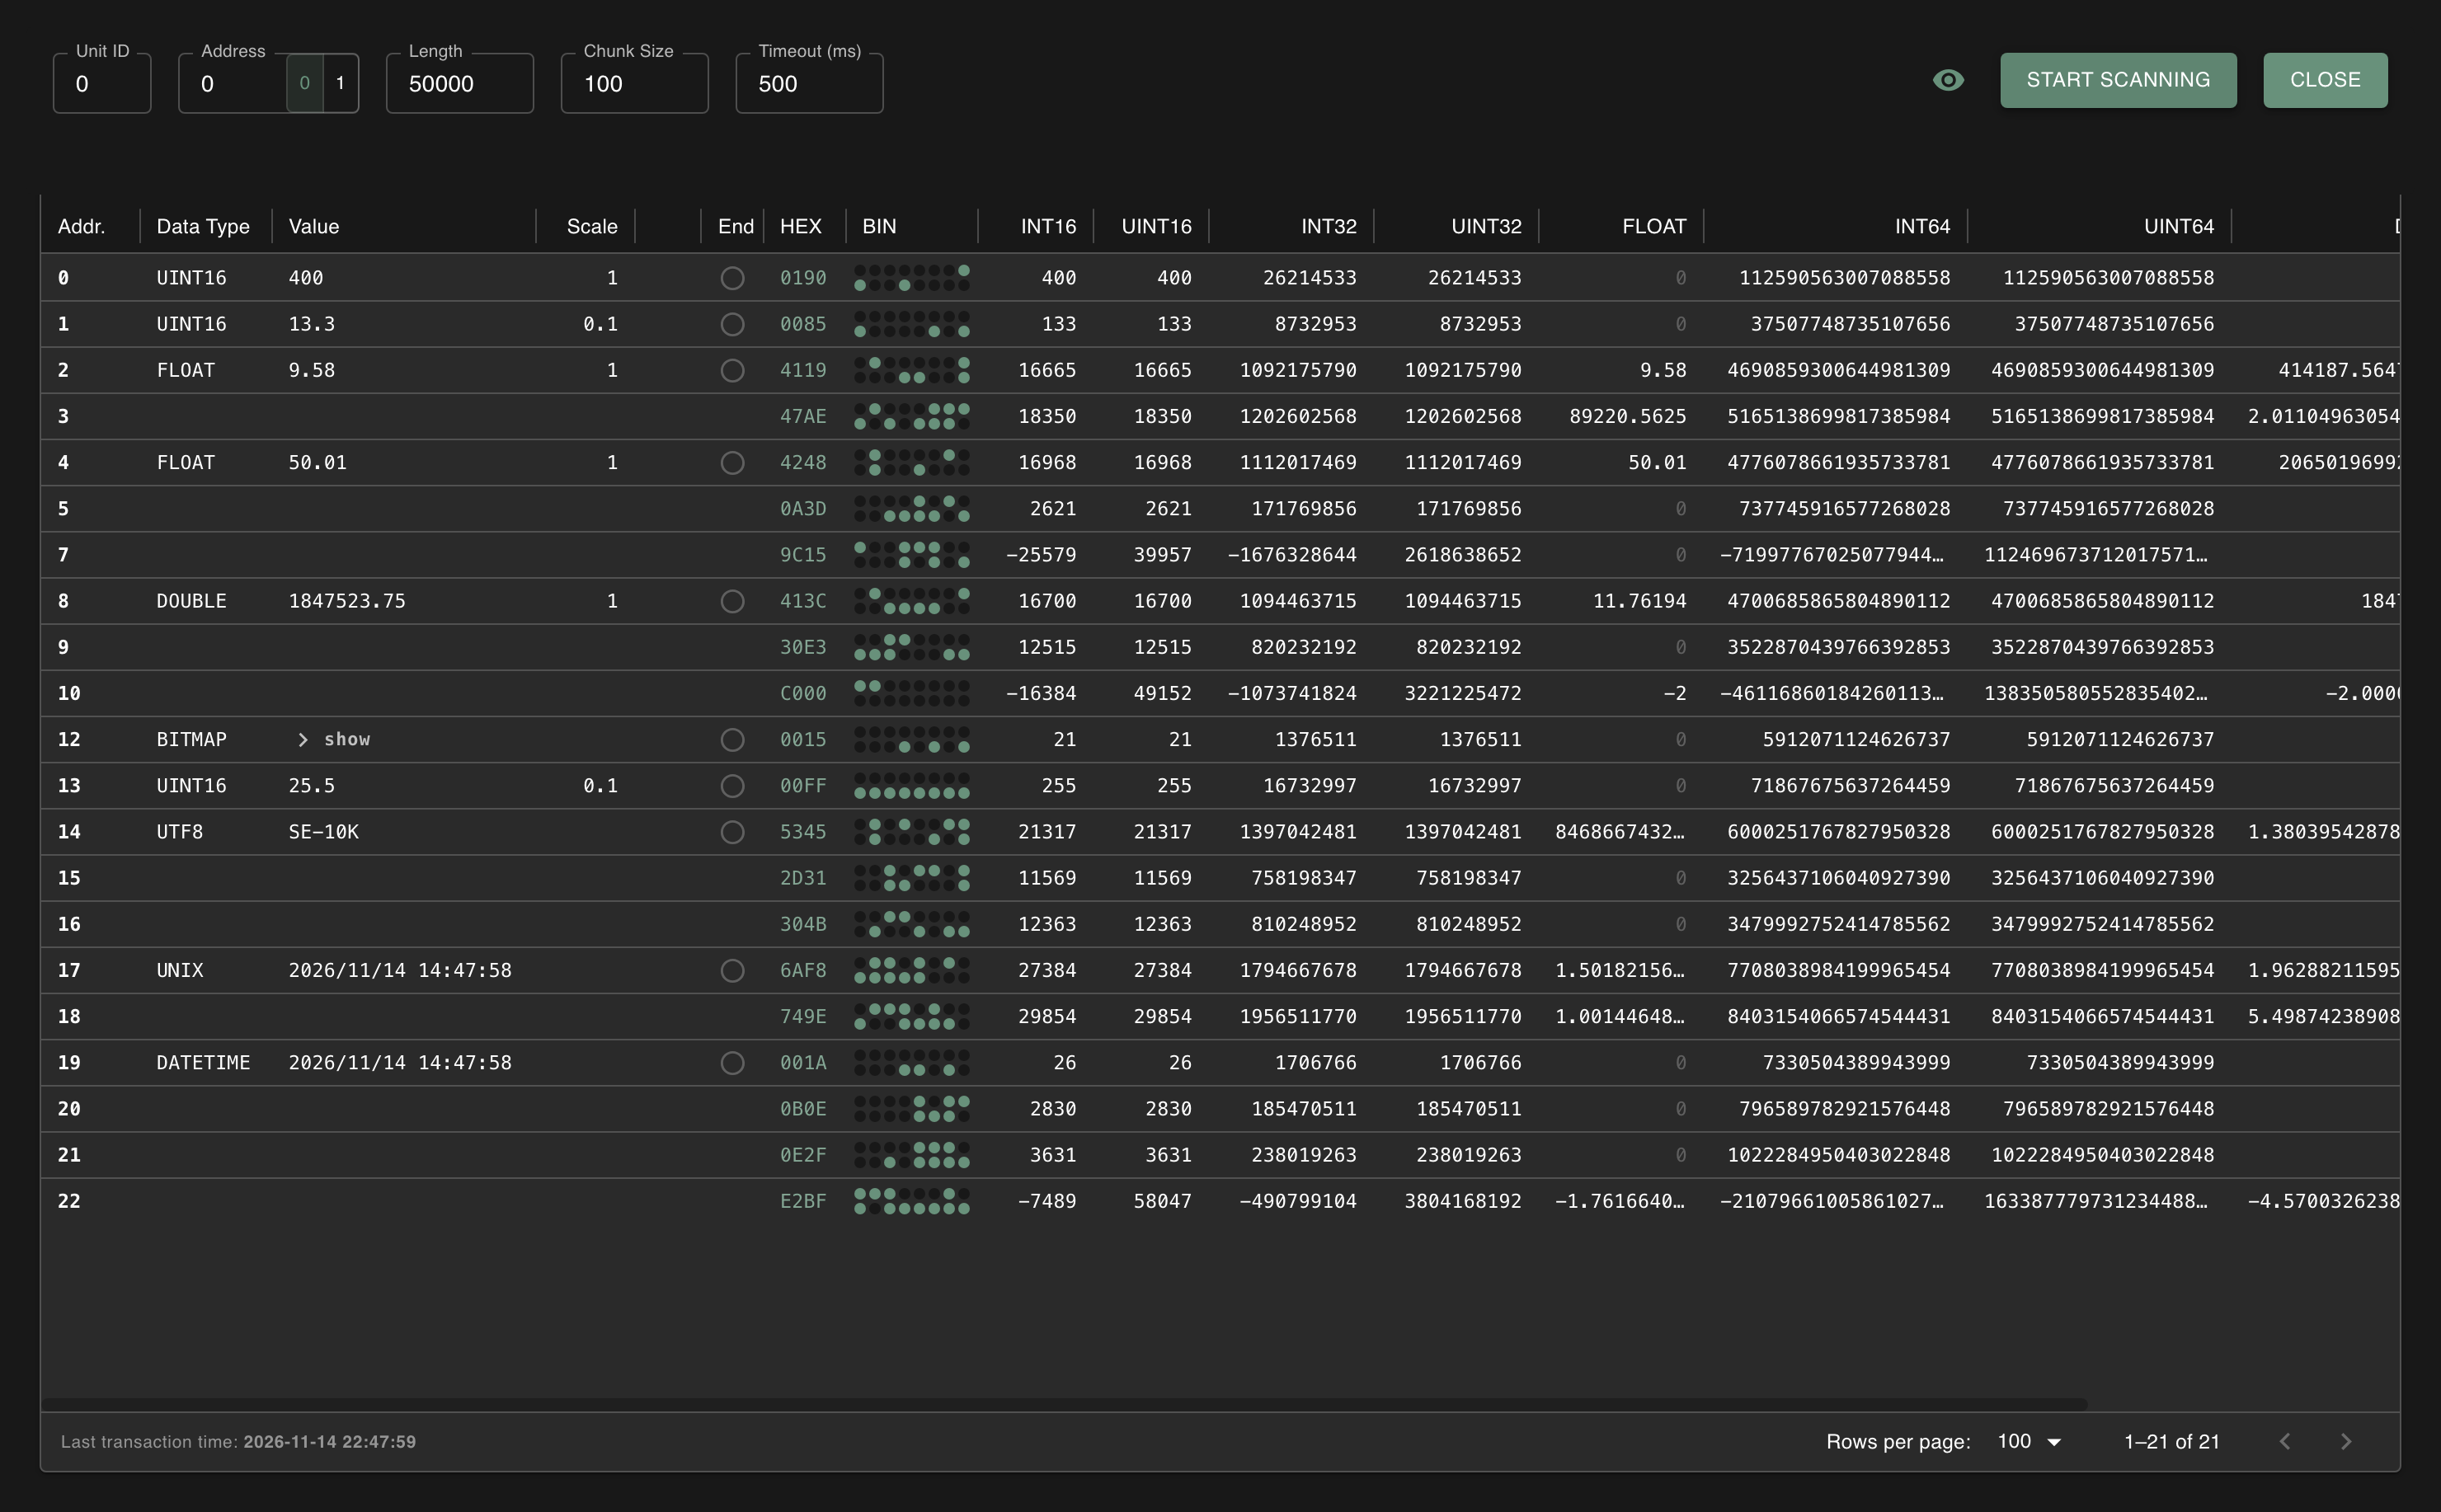 Unit ID Address Length Chunk Size Timeout (ms)
0 0 0 1 50000 100 500 START SCANNING CLOSE
Addr. Data Type Value Scale End HEX BIN INT16 UINT16 INT32 UINT32 FLOAT INT64 UINT64
0 UINT16 400 1 0190 400 400 26214533 26214533 0 112590563007088558 112590563007088558
1 UINT16 13.3 0.1 0085 133 133 8732953 8732953 0 37507748735107656 37507748735107656
2 FLOAT 9.58 1 4119 16665 16665 1092175790 1092175790 9.58 4690859300644981309 4690859300644981309 414187.564
3 47AE 18350 18350 1202602568 1202602568 89220.5625 5165138699817385984 5165138699817385984 2.01104963054
4 FLOAT 50.01 1 4248 16968 16968 1112017469 1112017469 50.01 4776078661935733781 4776078661935733781 20650196992
5 0A3D 2621 2621 171769856 171769856 0 737745916577268028 737745916577268028
7 9C15 -25579 39957 -1676328644 2618638652 0 -71997767025077944… 112469673712017571…
8 DOUBLE 1847523.75 1 413C 16700 16700 1094463715 1094463715 11.76194 4700685865804890112 4700685865804890112 184
9 30E3 12515 12515 820232192 820232192 0 3522870439766392853 3522870439766392853
10 C000 -16384 49152 -1073741824 3221225472 -2 -46116860184260113… 138350580552835402… -2.000
12 BITMAP show 0015 21 21 1376511 1376511 0 5912071124626737 5912071124626737
13 UINT16 25.5 0.1 00FF 255 255 16732997 16732997 0 71867675637264459 71867675637264459
14 UTF8 SE-10K 5345 21317 21317 1397042481 1397042481 8468667432… 6000251767827950328 6000251767827950328 1.38039542878
15 2D31 11569 11569 758198347 758198347 0 3256437106040927390 3256437106040927390
16 304B 12363 12363 810248952 810248952 0 3479992752414785562 3479992752414785562
17 UNIX 2026/11/14 14:47:58 6AF8 27384 27384 1794667678 1794667678 1.50182156… 7708038984199965454 7708038984199965454 1.96288211595
18 749E 29854 29854 1956511770 1956511770 1.00144648… 8403154066574544431 8403154066574544431 5.49874238908
19 DATETIME 2026/11/14 14:47:58 001A 26 26 1706766 1706766 0 7330504389943999 7330504389943999
20 0B0E 2830 2830 185470511 185470511 0 796589782921576448 796589782921576448
21 0E2F 3631 3631 238019263 238019263 0 1022284950403022848 1022284950403022848
22 E2BF -7489 58047 -490799104 3804168192 -1.7616640… -21079661005861027… 163387779731234488… -4.5700326238
Last transaction time: 2026-11-14 22:47:59 Rows per page: 100 1–21 of 21